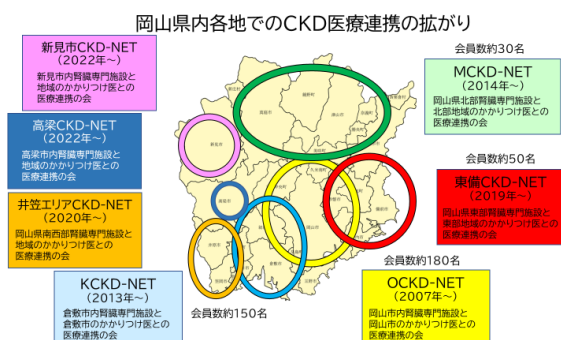 岡山県内各地でのCKD医療連携の拡がり
新見市CKD-NET
(2022年～)
新見市内腎臓専門施設と
地域のかかりつけ医との
医療連携の会
高梁CKD-NET
(2022年～)
高梁市内腎臓専門施設と
地域のかかりつけ医との
医療連携の会
井笠エリアCKD-NET
(2020年～)
岡山県南西部腎臓専門施設と
地域のかかりつけ医との
医療連携の会
KCKD-NET
(2013年～)
倉敷市内腎臓専門施設と
倉敷市のかかりつけ医との
医療連携の会
会員数約150名
会員数約30名
MCKD-NET
(2014年～)
岡山県北部腎臓専門施設と
北部地域のかかりつけ医との
医療連携の会
会員数約50名
東備CKD-NET
(2019年～)
岡山県東部腎臓専門施設と
東部地域のかかりつけ医との
医療連携の会
会員数約180名
OCKD-NET
(2007年～)
岡山市内腎臓専門施設と
岡山市のかかりつけ医との
医療連携の会